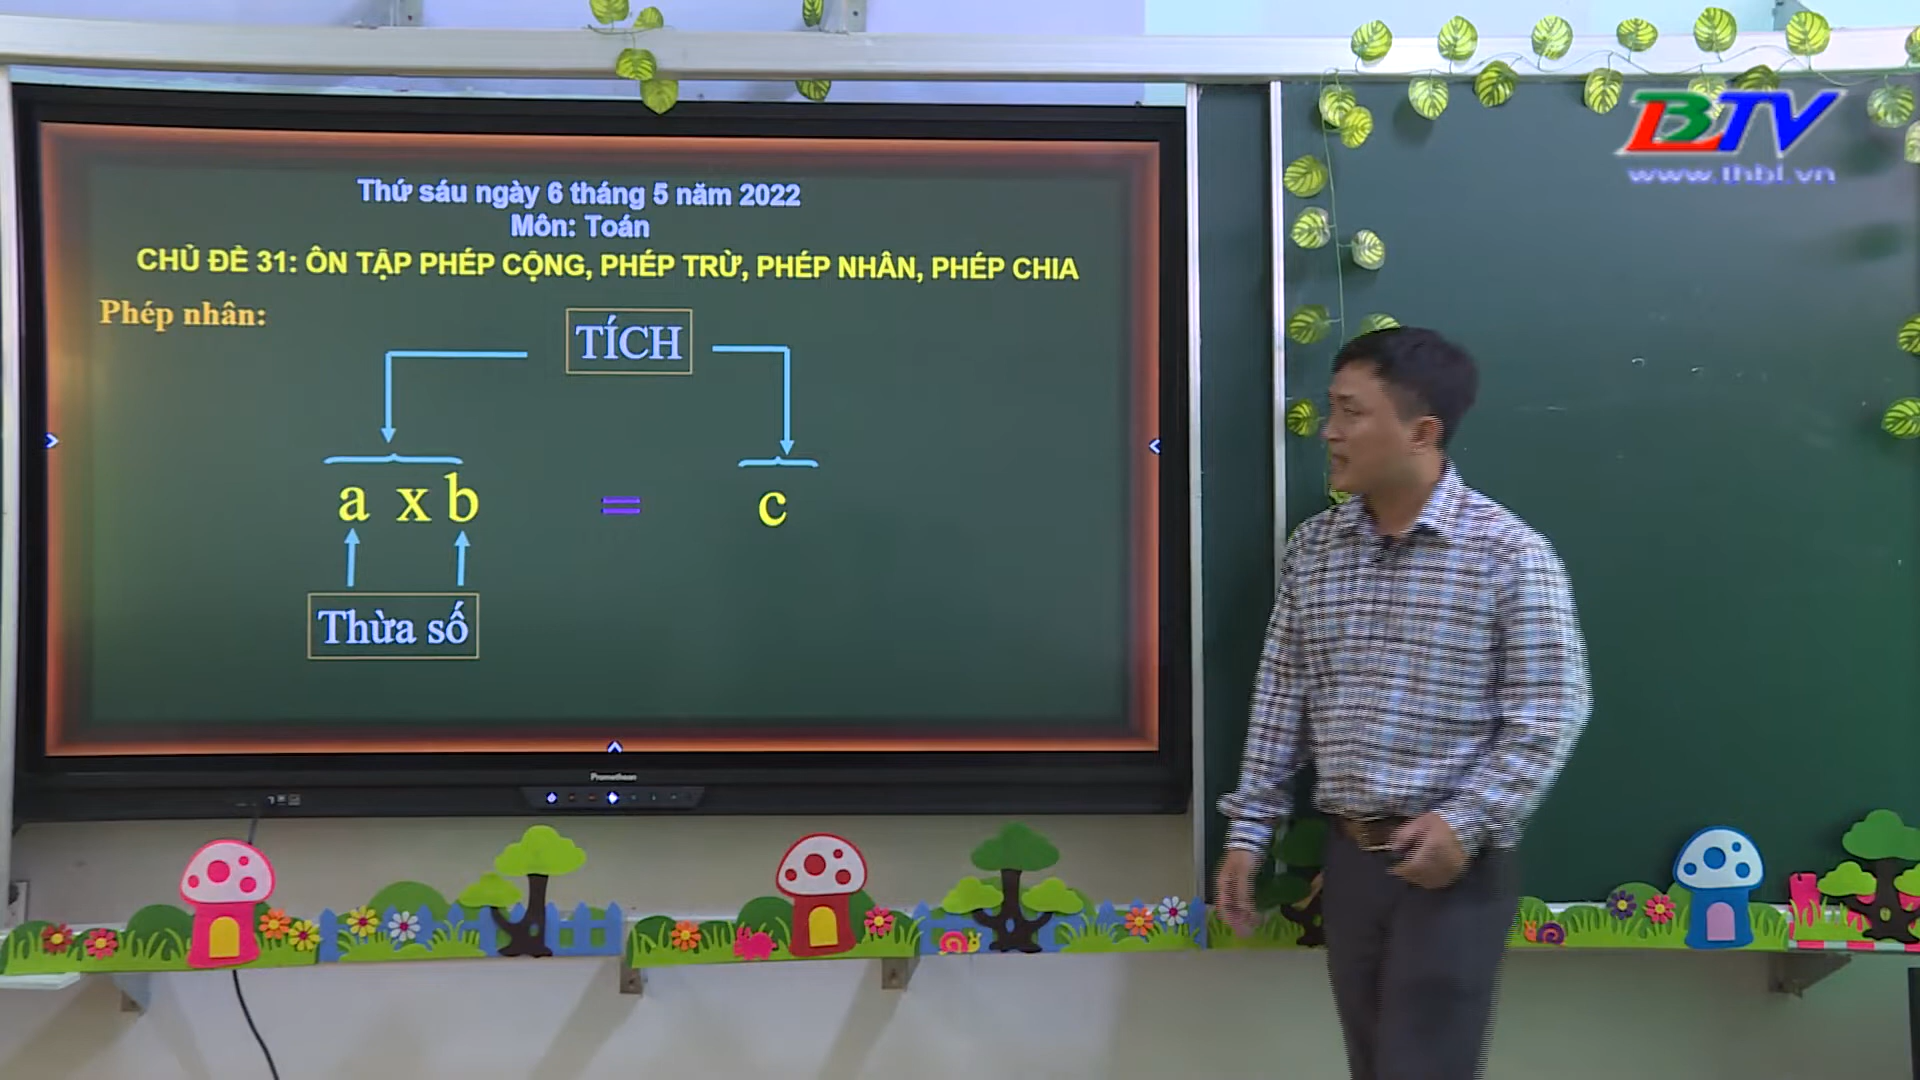 BTV
www.thbl.vn
Thứ sáu ngày 6 tháng 5 năm 2022
Môn: Toán
CHỦ ĐỀ 31: ÔN TẬP PHÉP CỘNG, PHÉP TRỪ, PHÉP NHÂN, PHÉP CHIA
Phép nhân:
TÍCH
a x b = c
Thừa số
Promethean